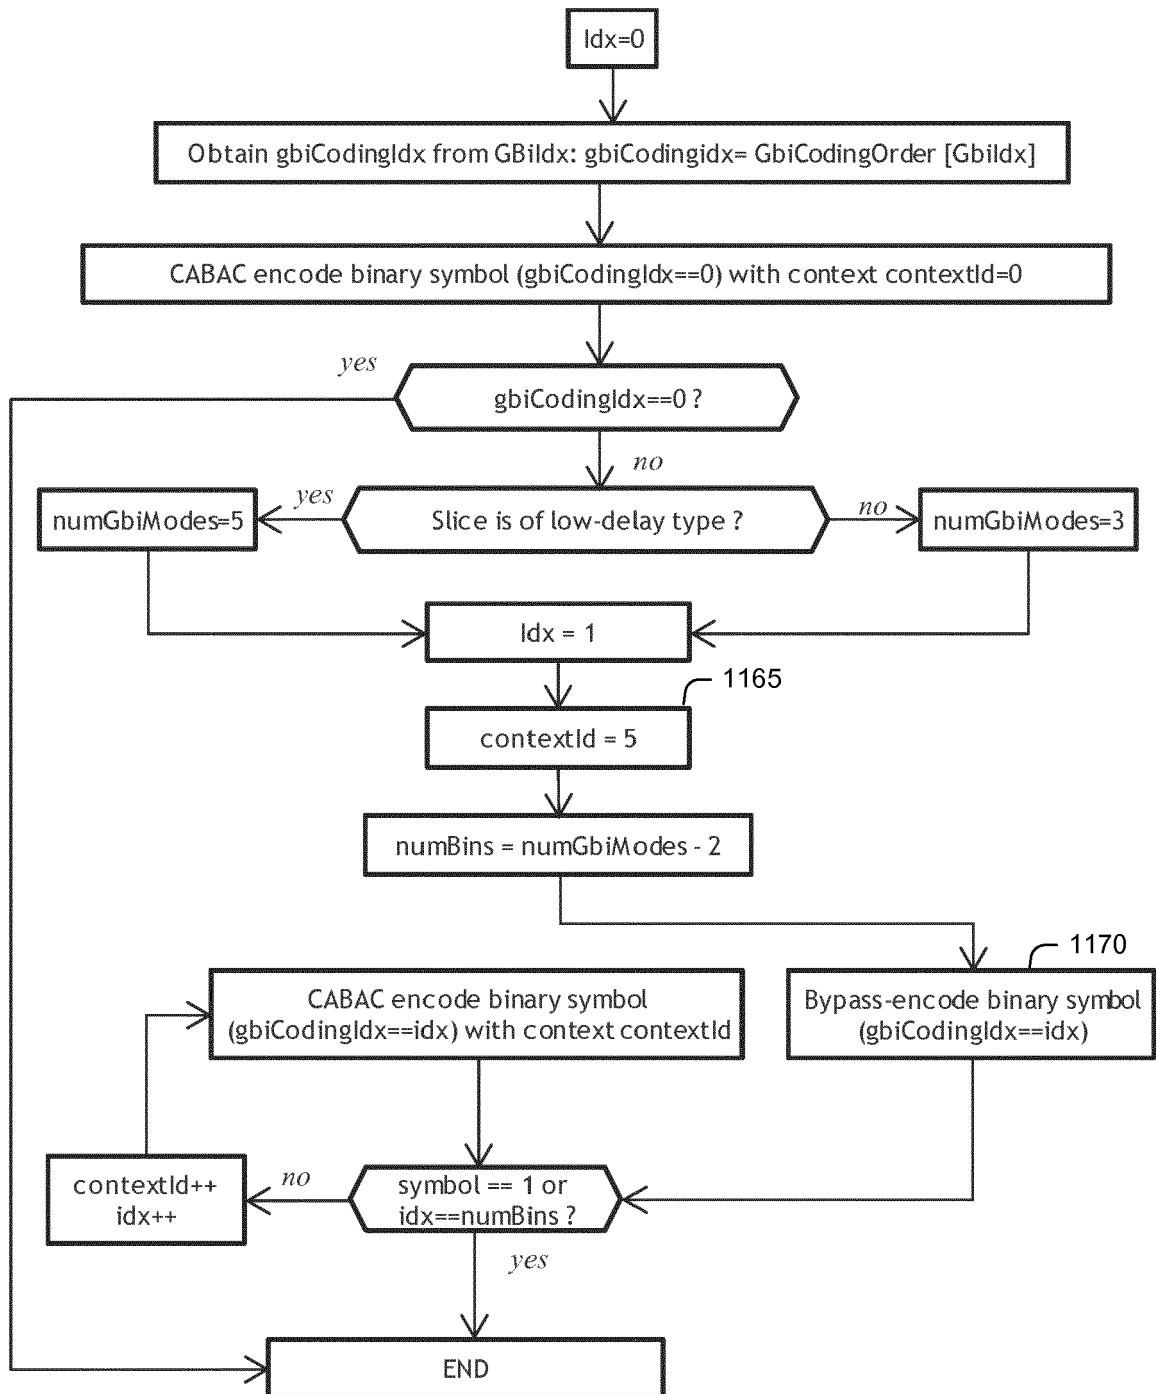 Idx=0
Obtain gbiCodingIdx from GBiIdx: gbiCodingidx= GbiCodingOrder [GbiIdx]
CABAC encode binary symbol (gbiCodingIdx==0) with context contextId=0
yes
gbiCodingIdx==0 ?
no
numGbiModes=5
yes
Slice is of low-delay type ?
no
numGbiModes=3
Idx = 1
1165
contextId = 5
numBins = numGbiModes - 2
1170
CABAC encode binary symbol
(gbiCodingIdx==idx) with context contextId
Bypass-encode binary symbol
(gbiCodingIdx==idx)
contextId++
idx++
no
symbol == 1 or
idx==numBins ?
yes
END